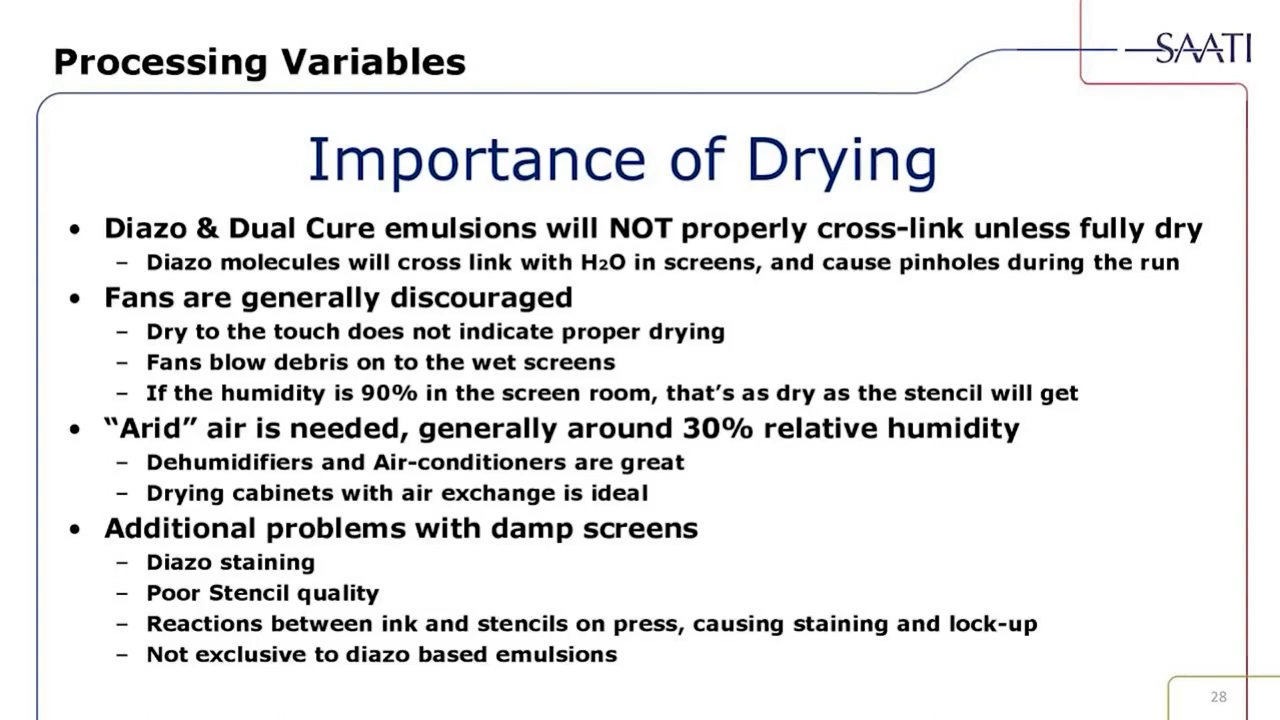 Processing Variables
SAATI
Importance of Drying
• Diazo & Dual Cure emulsions will NOT properly cross-link unless fully dry
– Diazo molecules will cross link with H₂O in screens, and cause pinholes during the run
• Fans are generally discouraged
– Dry to the touch does not indicate proper drying
– Fans blow debris on to the wet screens
– If the humidity is 90% in the screen room, that’s as dry as the stencil will get
• “Arid” air is needed, generally around 30% relative humidity
– Dehumidifiers and Air-conditioners are great
– Drying cabinets with air exchange is ideal
• Additional problems with damp screens
– Diazo staining
– Poor Stencil quality
– Reactions between ink and stencils on press, causing staining and lock-up
– Not exclusive to diazo based emulsions
28